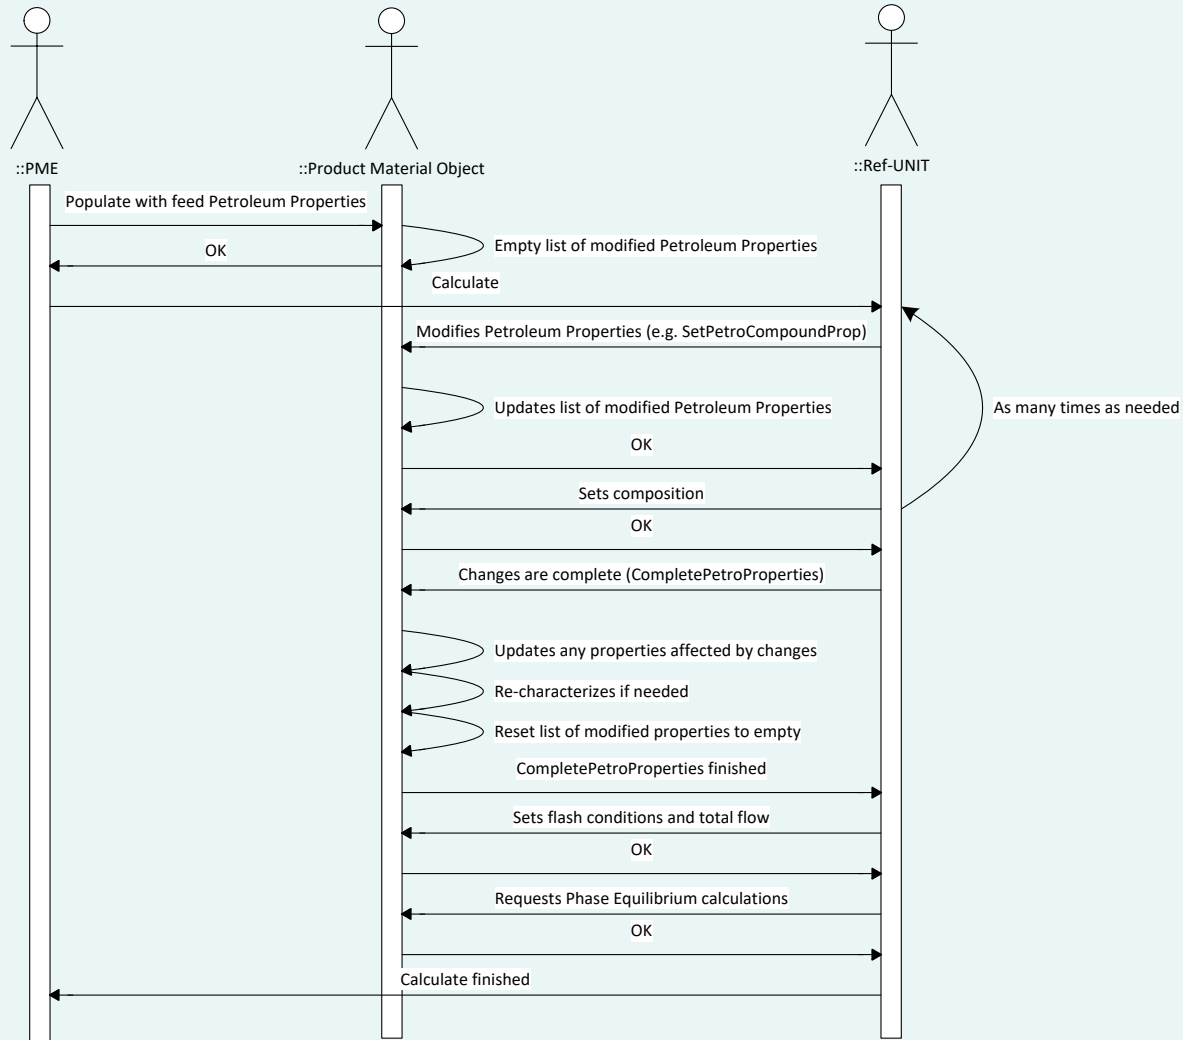 ::PME
::Product Material Object
::Ref-UNIT
Populate with feed Petroleum Properties
Empty list of modified Petroleum Properties
OK
Calculate
Modifies Petroleum Properties (e.g. SetPetroCompoundProp)
Updates list of modified Petroleum Properties
As many times as needed
OK
Sets composition
OK
Changes are complete (CompletePetroProperties)
Updates any properties affected by changes
Re-characterizes if needed
Reset list of modified properties to empty
CompletePetroProperties finished
Sets flash conditions and total flow
OK
Requests Phase Equilibrium calculations
OK
Calculate finished